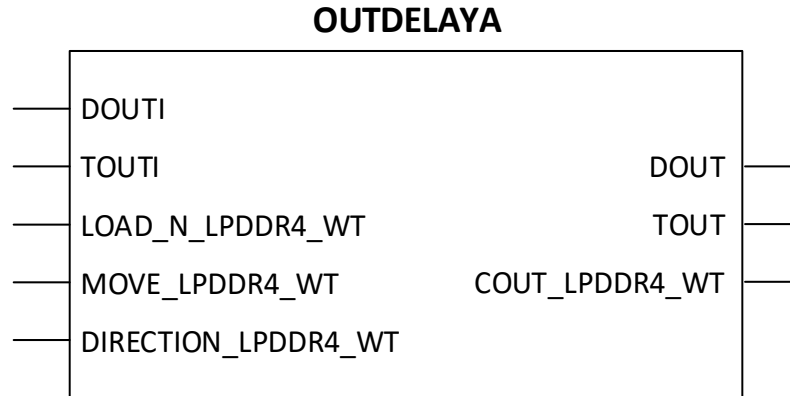 OUTDELAYA
DOUTI
TOUTI
DOUT
LOAD_N_LPDDR4_WT
TOUT
MOVE_LPDDR4_WT
COUT_LPDDR4_WT
DIRECTION_LPDDR4_WT